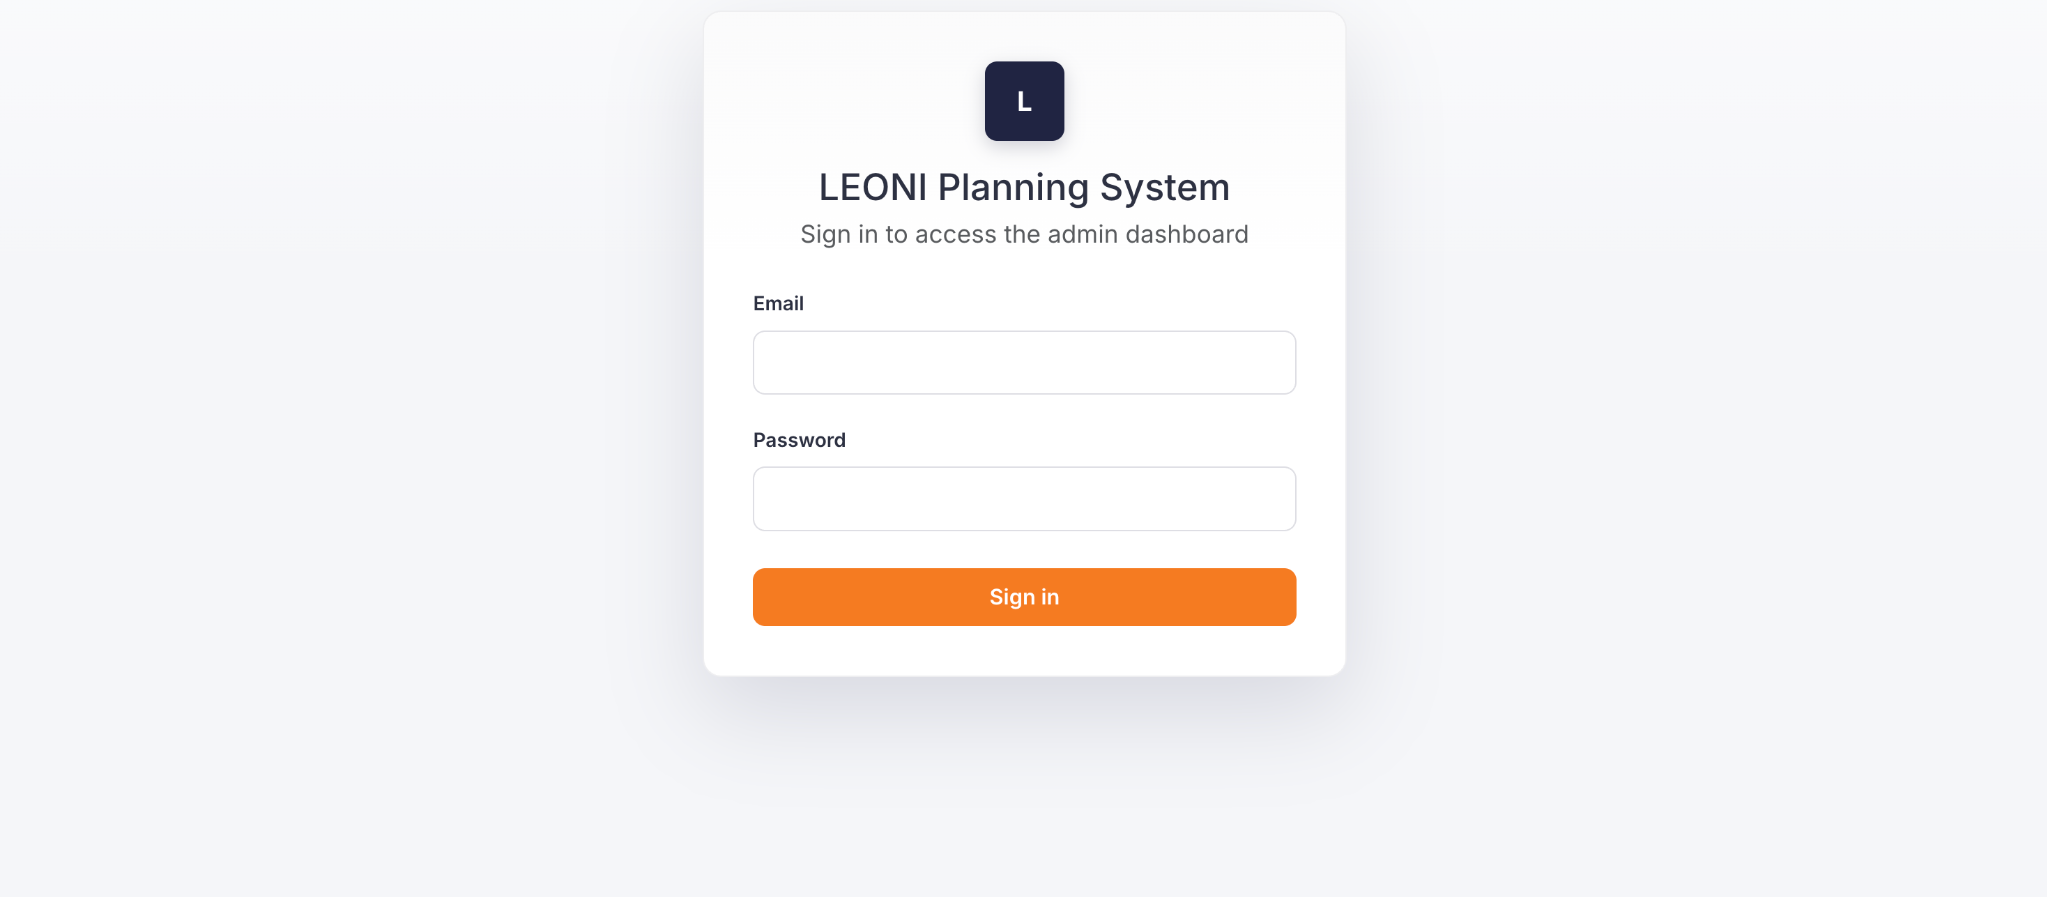 L
LEONI Planning System
Sign in to access the admin dashboard
Email
Password
Sign in